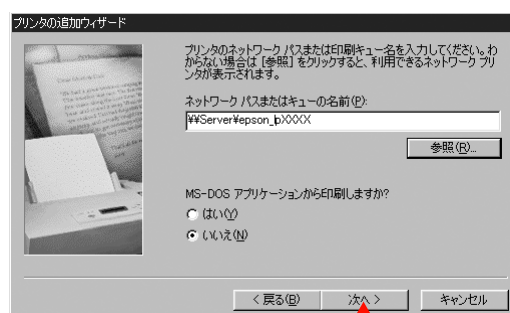 プリンタの追加ウィザード
プリンタのネットワーク パスまたは印刷キュー名を入力してください。わ
からない場合は [参照] をクリックすると、利用できるネットワーク プリ
ンタが表示されます。
ネットワーク パスまたはキューの名前(P):
¥¥Server¥epson_lpXXXX
参照(R)...
MS-DOS アプリケーションから印刷しますか?
はい(Y)
いいえ(N)
< 戻る(B)
次へ >
キャンセル